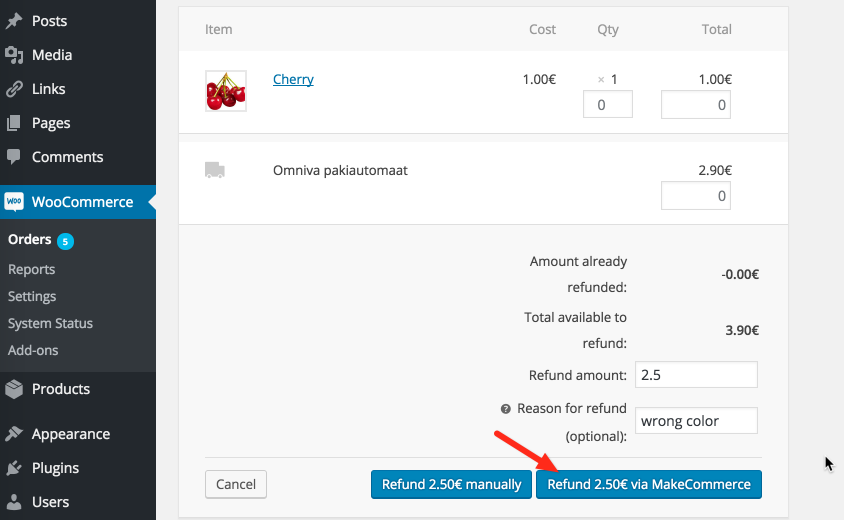 Posts
Media
Links
Pages
Comments
WOO WooCommerce
Orders 5
Reports
Settings
System Status
Add-ons
Products
Appearance
Plugins
Users
Item Cost Qty Total
Cherry 1.00€ × 1 1.00€
0 0
Omniva pakiautomaat 2.90€
0
Amount already
refunded: -0.00€
Total available to
refund: 3.90€
Refund amount: 2.5
? Reason for refund
(optional): wrong color
Cancel Refund 2.50€ manually Refund 2.50€ via MakeCommerce